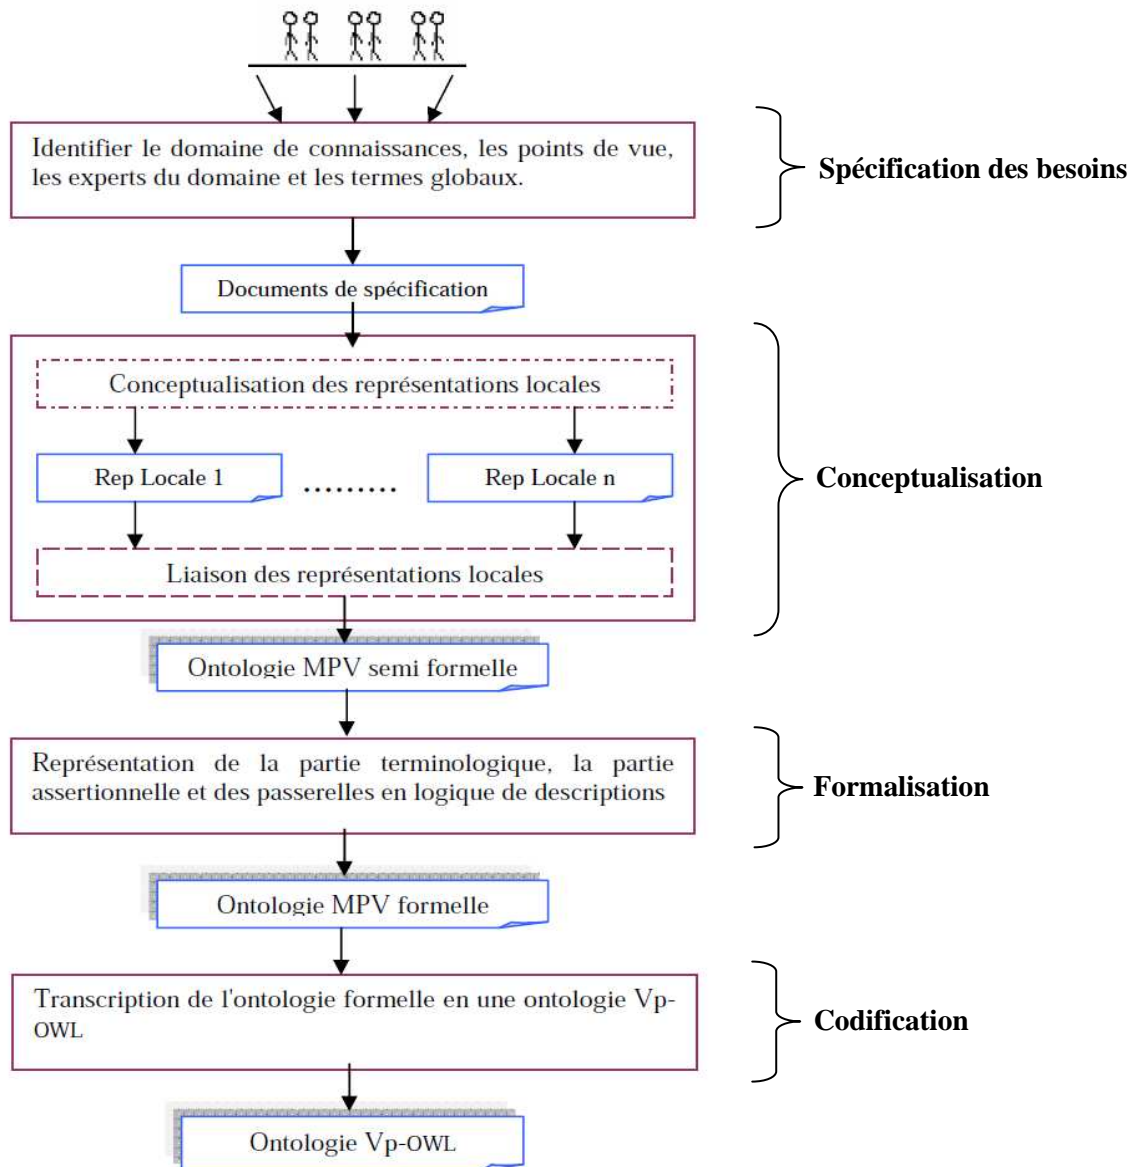 Identifier le domaine de connaissances, les points de vue,
les experts du domaine et les termes globaux.
Spécification des besoins
Documents de spécification
Conceptualisation des représentations locales
Rep Locale 1
.........
Rep Locale n
Conceptualisation
Liaison des représentations locales
Ontologie MPV semi formelle
Représentation de la partie terminologique, la partie
assertionnelle et des passerelles en logique de descriptions
Formalisation
Ontologie MPV formelle
Transcription de l'ontologie formelle en une ontologie Vp-
OWL
Codification
Ontologie Vp-OWL